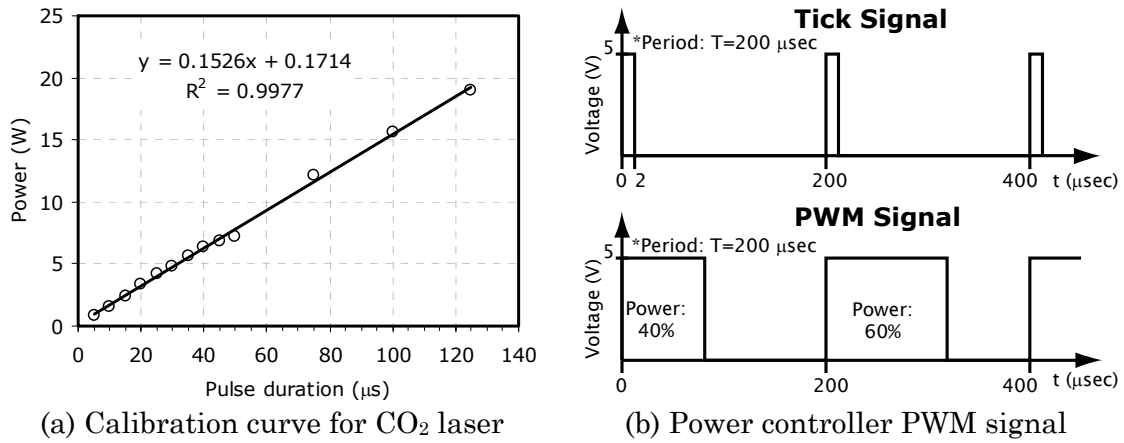 25
20
15
10
5
0
Power (W)
y = 0.1526x + 0.1714
R² = 0.9977
0 20 40 60 80 100 120 140
Pulse duration (μs)
(a) Calibration curve for CO₂ laser
Tick Signal
*Period: T=200 μsec
5
Voltage (V)
0 2 200 400 t (μsec)
PWM Signal
*Period: T=200 μsec
5
Voltage (V)
Power:
40%
Power:
60%
0 200 400 t (μsec)
(b) Power controller PWM signal